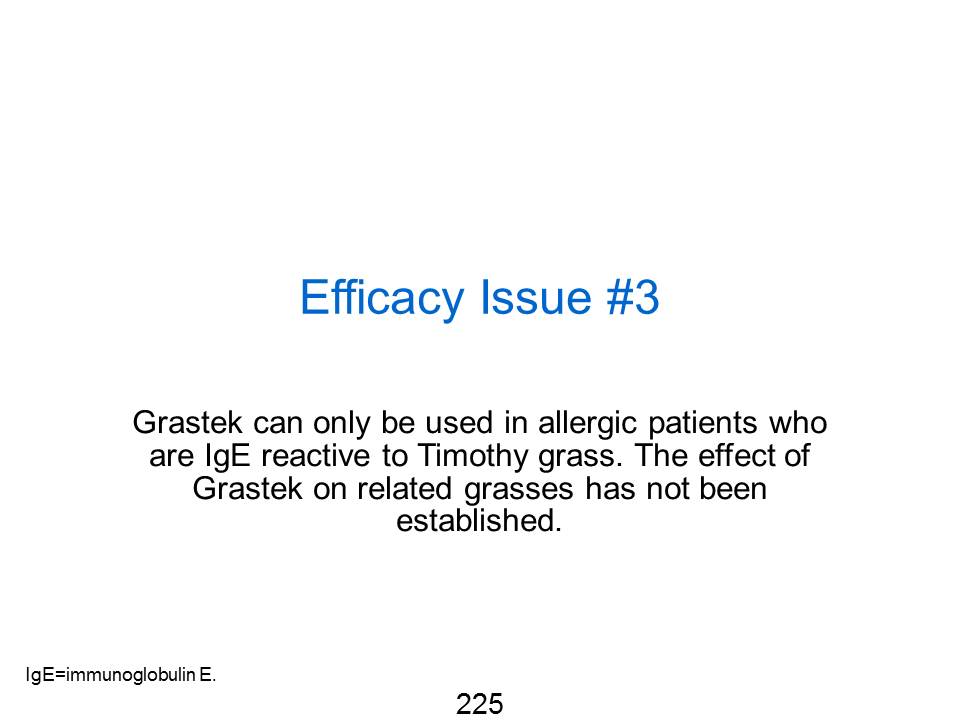 Efficacy Issue #3
Grastek can only be used in allergic patients who
are IgE reactive to Timothy grass. The effect of
Grastek on related grasses has not been
established.
IgE=immunoglobulin E.
225